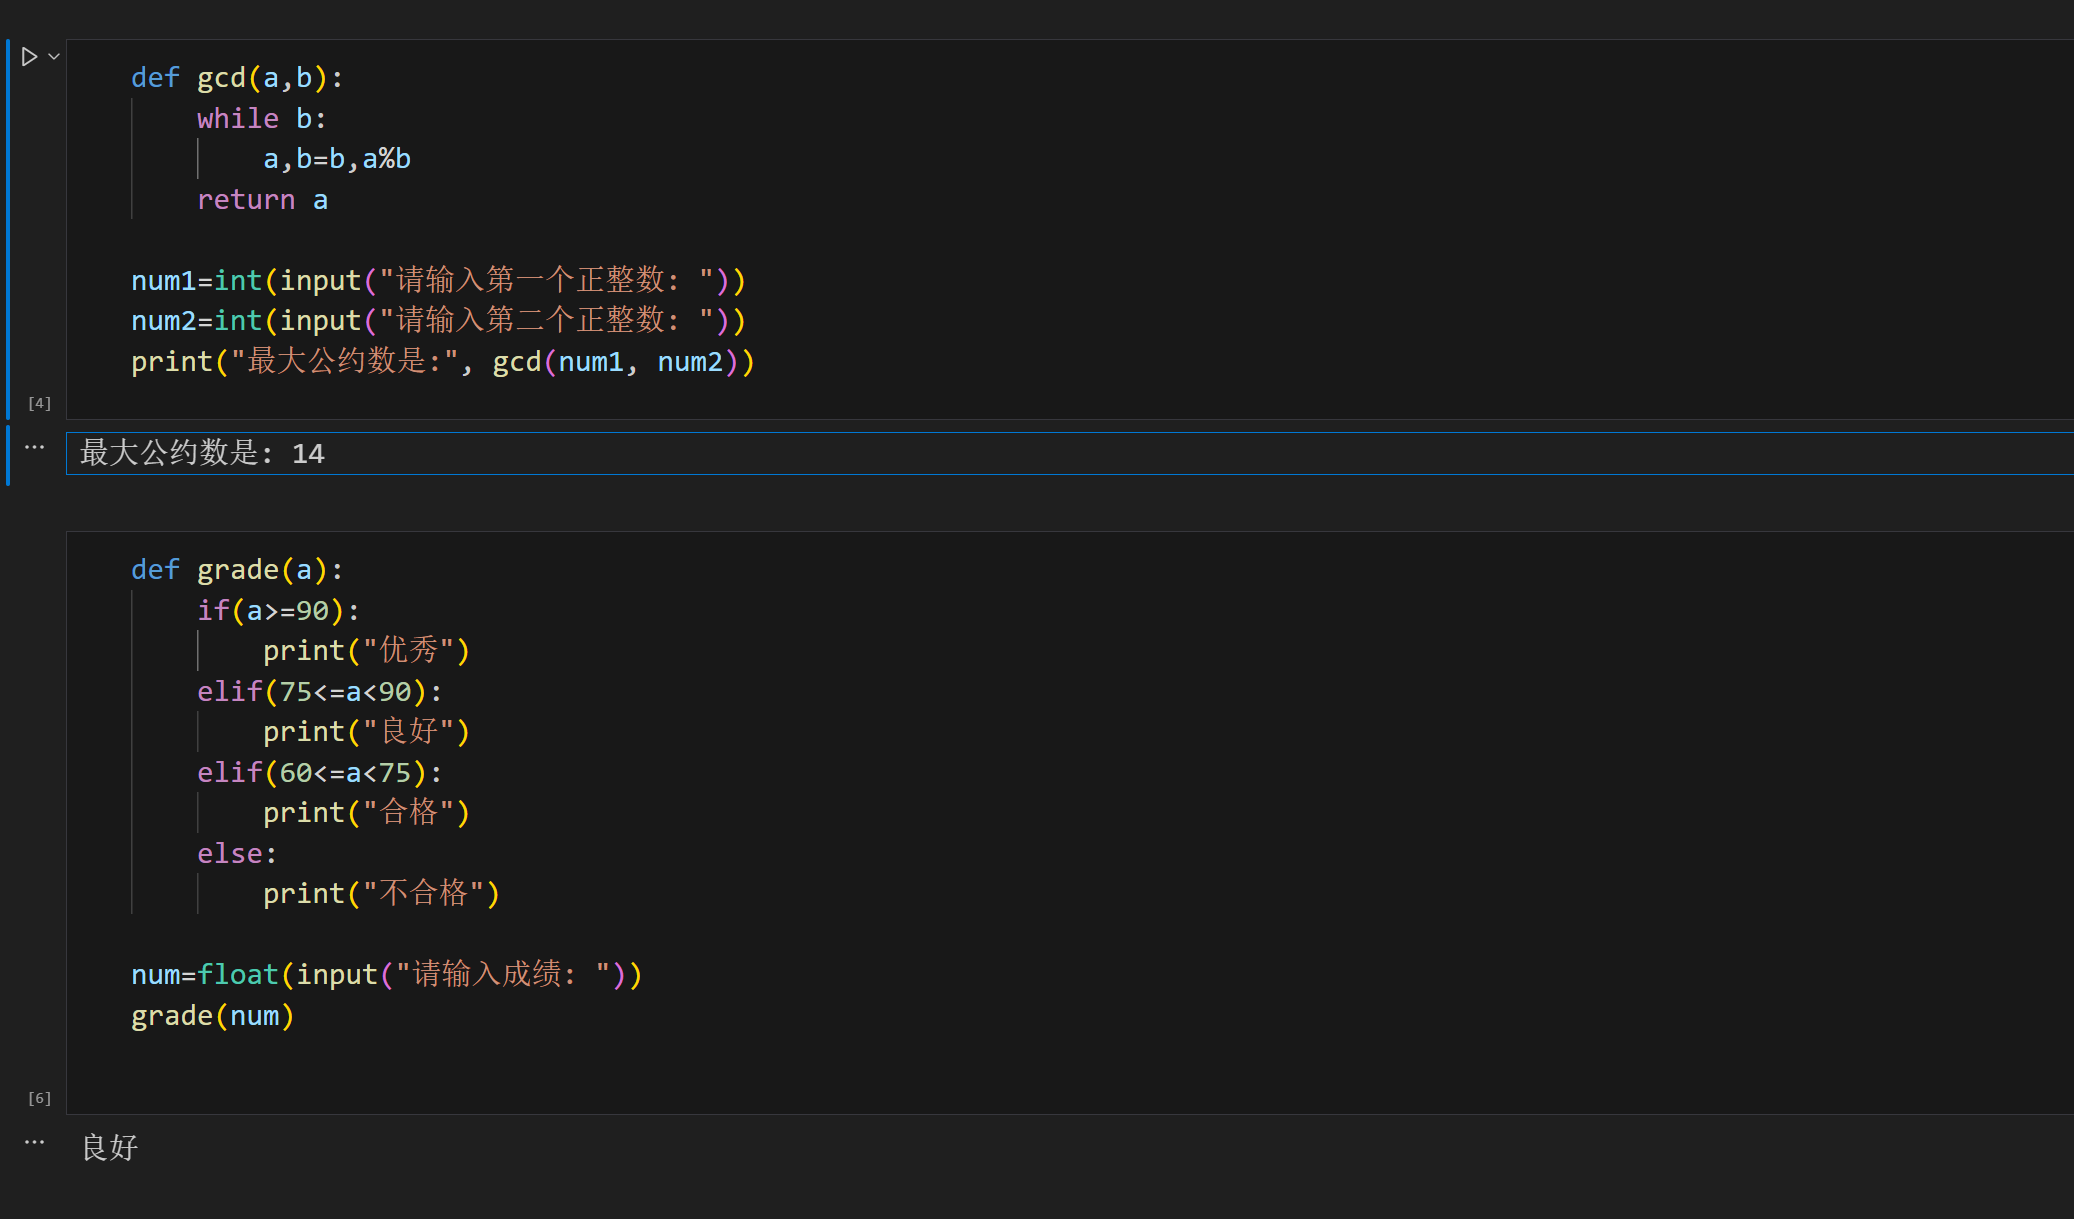 def gcd(a,b):
    while b:
        a,b=b,a%b
    return a
num1=int(input("请输入第一个正整数: "))
num2=int(input("请输入第二个正整数: "))
print("最大公约数是:", gcd(num1, num2))
[4]
最大公约数是: 14
def grade(a):
    if(a>=90):
        print("优秀")
    elif(75<=a<90):
        print("良好")
    elif(60<=a<75):
        print("合格")
    else:
        print("不合格")
num=float(input("请输入成绩: "))
grade(num)
[6]
良好